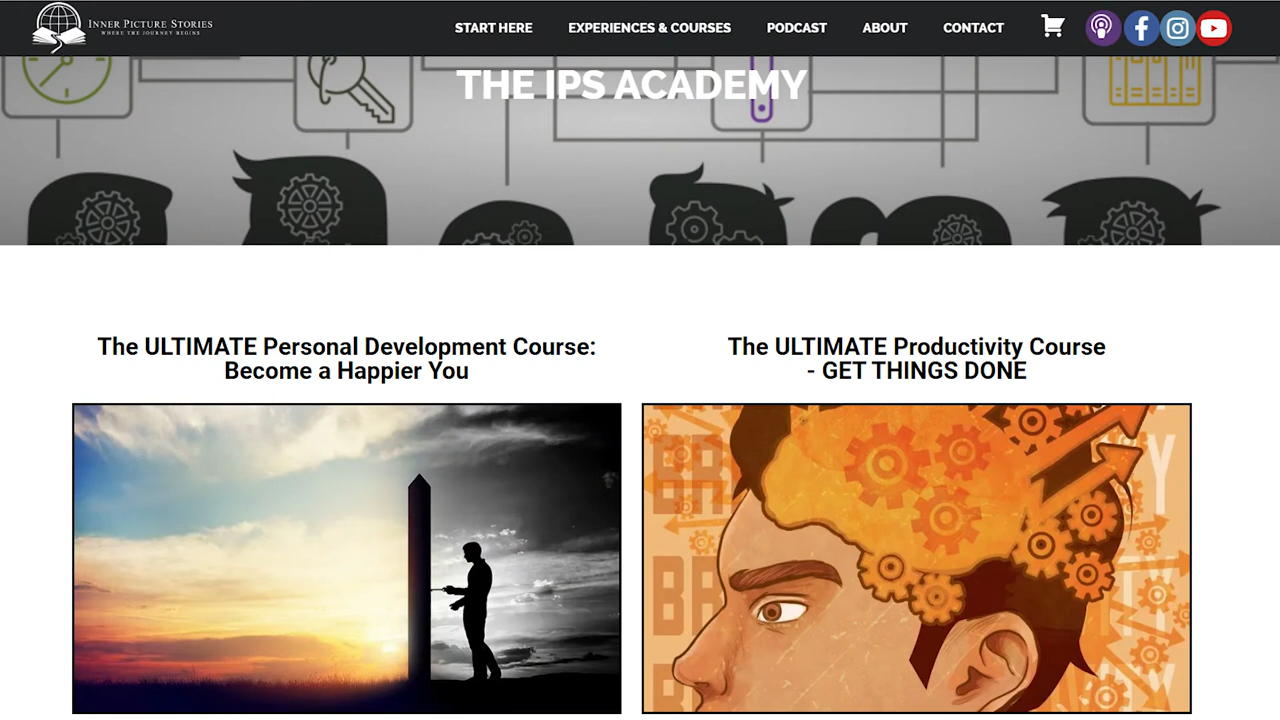 INNER PICTURE STORIES
WHERE THE JOURNEY BEGINS
START HERE
EXPERIENCES & COURSES
PODCAST
ABOUT
CONTACT
THE IPS ACADEMY
The ULTIMATE Personal Development Course:
Become a Happier You
The ULTIMATE Productivity Course
- GET THINGS DONE